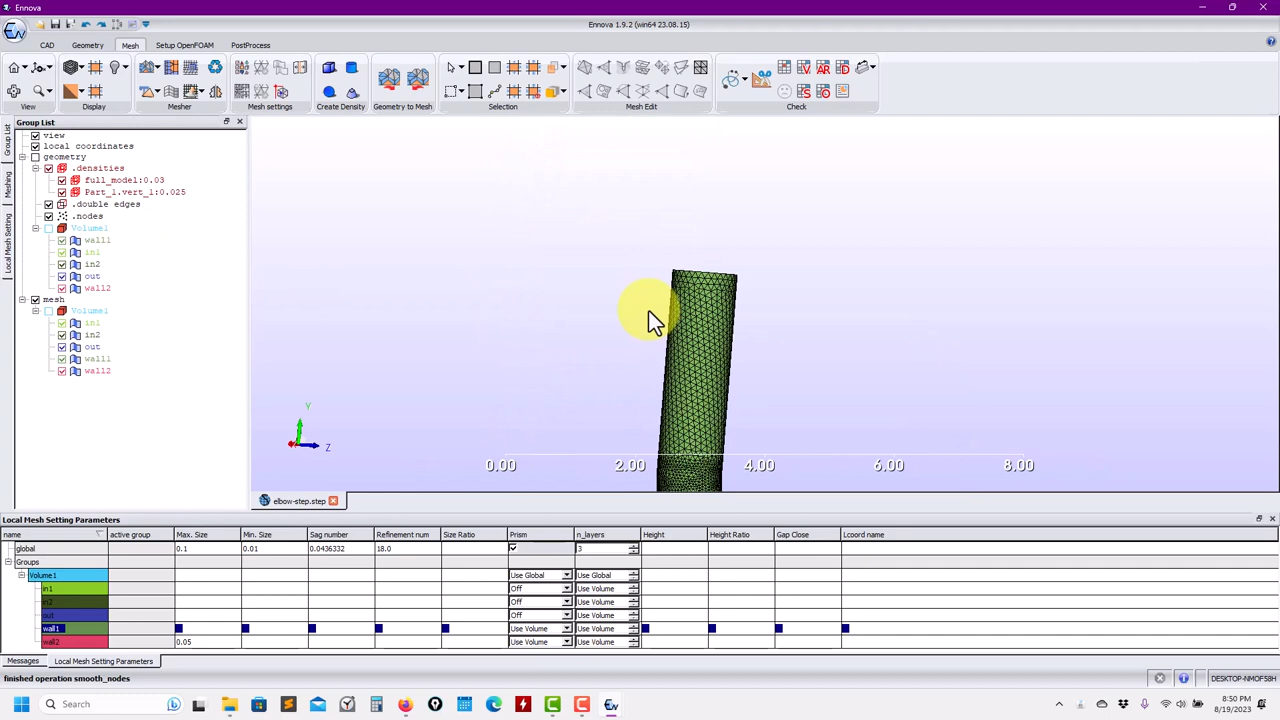 Ennova
Ennova 1.9.2 (win64 23.08.15)
CAD Geometry Mesh Setup OpenFOAM PostProcess
View Display Mesher Mesh settings Create Density Geometry to Mesh Selection Mesh Edit Check
Group List
Group List
Meshing
Local Mesh Setting
view
local coordinates
geometry
.densities
full_model:0.03
Part_1.vert_1:0.025
.double edges
.nodes
Volume1
wall1
in1
in2
out
wall2
mesh
Volume1
in1
in2
out
wall1
wall2
Y
Z
0.00 2.00 4.00 6.00 8.00
elbow-step.step
Local Mesh Setting Parameters
name active group Max. Size Min. Size Sag number Refinement num Size Ratio Prism n_layers Height Height Ratio Gap Close Lcoord name
global 0.1 0.01 0.0436332 18.0 3
Groups
Volume1 Use Global Use Global
in1 Off Use Volume
in2 Off Use Volume
out Off Use Volume
wall1 Use Volume Use Volume
wall2 0.05 Use Volume Use Volume
Messages Local Mesh Setting Parameters
finished operation smooth_nodes
DESKTOP-NMOF58H
Search
5:50 PM
8/19/2023